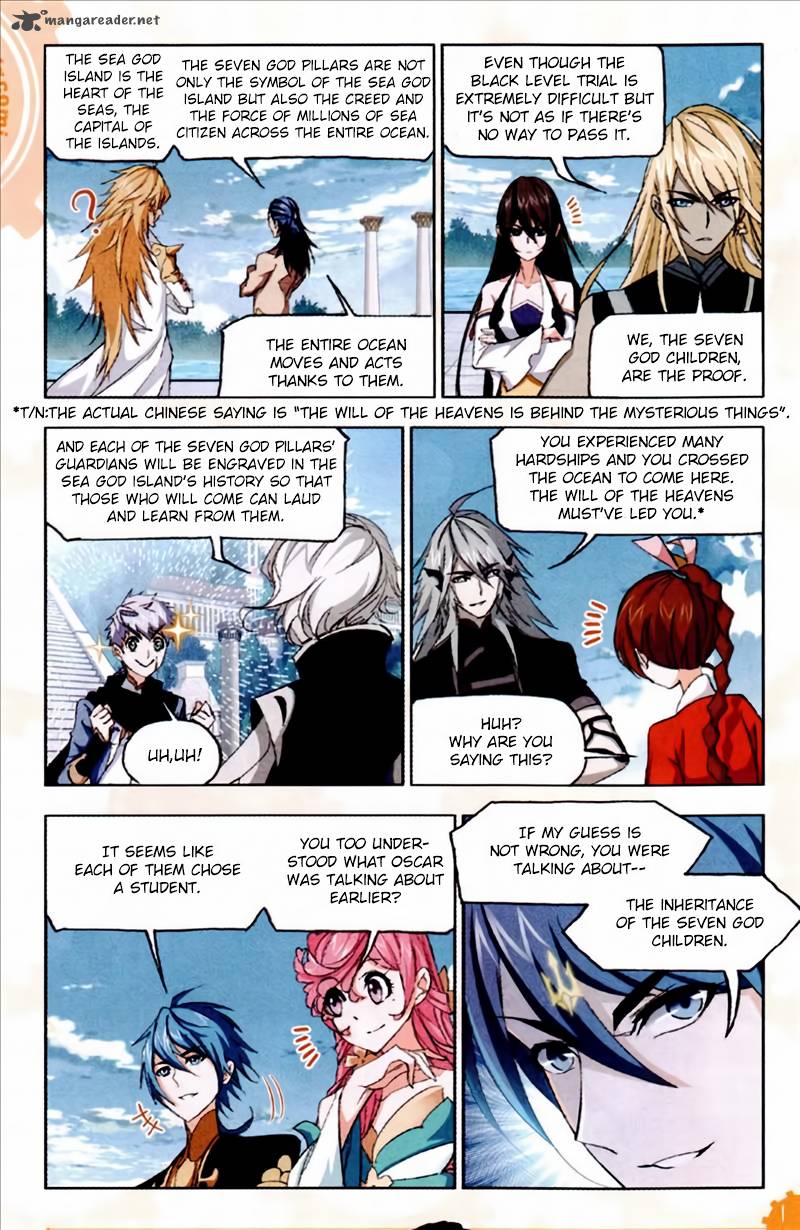 mangareader.net
THE SEA GOD
ISLAND IS THE
HEART OF THE
SEAS, THE
CAPITAL OF
THE ISLANDS.
THE SEVEN GOD PILLARS ARE NOT
ONLY THE SYMBOL OF THE SEA GOD
ISLAND BUT ALSO THE CREED AND
THE FORCE OF MILLIONS OF SEA
CITIZEN ACROSS THE ENTIRE OCEAN.
?
THE ENTIRE OCEAN
MOVES AND ACTS
THANKS TO THEM.
EVEN THOUGH THE
BLACK LEVEL TRIAL IS
EXTREMELY DIFFICULT BUT
IT'S NOT AS IF THERE'S
NO WAY TO PASS IT.
WE, THE SEVEN
GOD CHILDREN,
ARE THE PROOF.
*T/N:THE ACTUAL CHINESE SAYING IS "THE WILL OF THE HEAVENS IS BEHIND THE MYSTERIOUS THINGS".
AND EACH OF THE SEVEN GOD PILLARS'
GUARDIANS WILL BE ENGRAVED IN THE
SEA GOD ISLAND'S HISTORY SO THAT
THOSE WHO WILL COME CAN LAUD
AND LEARN FROM THEM.
UH,UH!
YOU EXPERIENCED MANY
HARDSHIPS AND YOU CROSSED
THE OCEAN TO COME HERE.
THE WILL OF THE HEAVENS
MUST'VE LED YOU.*
HUH?
WHY ARE YOU
SAYING THIS?
IT SEEMS LIKE
EACH OF THEM CHOSE
A STUDENT.
YOU TOO UNDER-
STOOD WHAT OSCAR
WAS TALKING ABOUT
EARLIER?
IF MY GUESS IS
NOT WRONG, YOU WERE
TALKING ABOUT--
THE INHERITANCE
OF THE SEVEN GOD
CHILDREN.
1